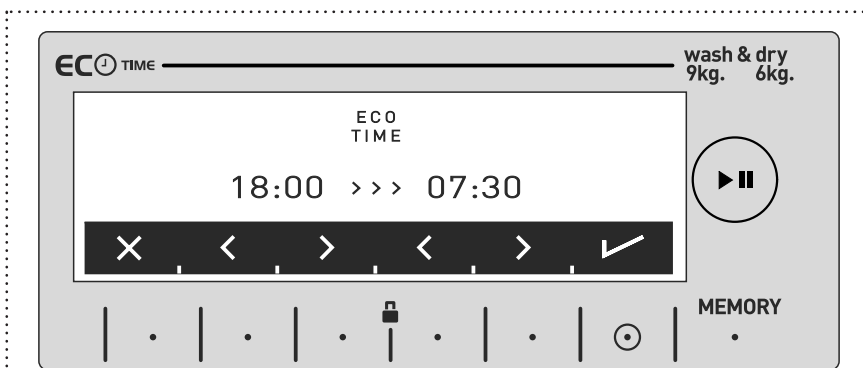 ECO TIME
wash & dry
9kg. 6kg.
ECO
TIME
18:00 >>> 07:30
MEMORY